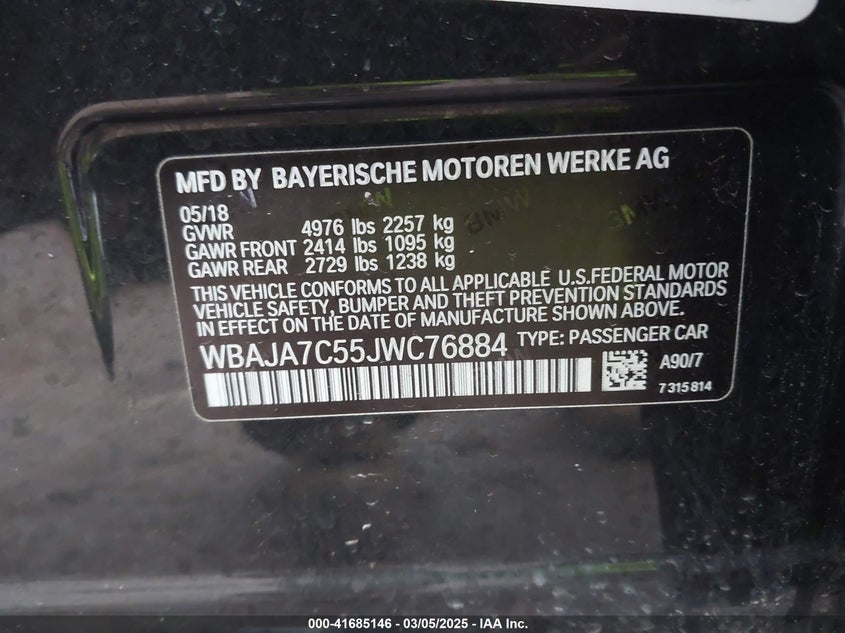 MFD BY BAYERISCHE MOTOREN WERKE AG
05/18
GVWR 4976 lbs 2257 kg
GAWR FRONT 2414 lbs 1095 kg
GAWR REAR 2729 lbs 1238 kg
THIS VEHICLE CONFORMS TO ALL APPLICABLE U.S.FEDERAL MOTOR
VEHICLE SAFETY, BUMPER AND THEFT PREVENTION STANDARDS
IN EFFECT ON THE DATE OF MANUFACTURE SHOWN ABOVE.
WBAJA7C55JWC76884 TYPE: PASSENGER CAR
A90/7
7315814
BMW
000-41685146 - 03/05/2025 - IAA Inc.